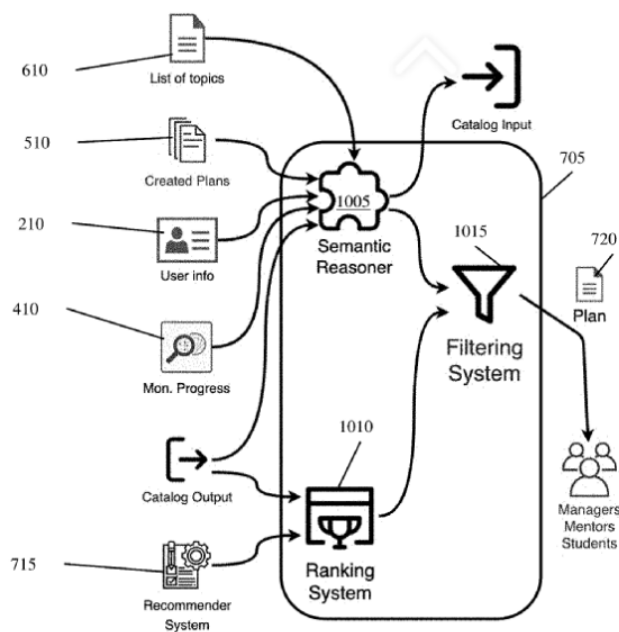 610
List of topics
Catalog Input
510
Created Plans
705
1005
Semantic
Reasoner
210
User info
1015
720
Plan
Filtering
System
410
Mon. Progress
1010
Catalog Output
Ranking
System
Managers
Mentors
Students
715
Recommender
System